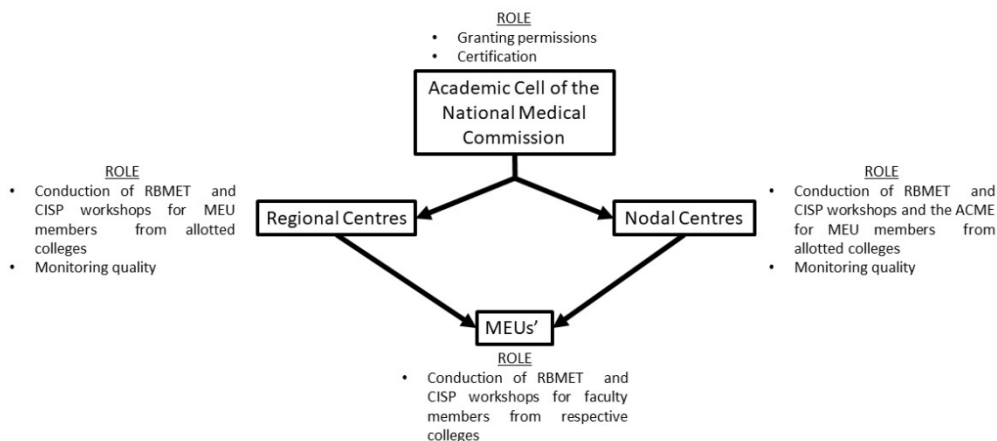 ROLE
• Granting permissions
• Certification
Academic Cell of the
National Medical
Commission
ROLE
• Conduction of RBMET and
CISP workshops for MEU
members from allotted
colleges
• Monitoring quality
Regional Centres
Nodal Centres
ROLE
• Conduction of RBMET and
CISP workshops and the ACME
for MEU members from
allotted colleges
• Monitoring quality
MEUs'
ROLE
• Conduction of RBMET and
CISP workshops for faculty
members from respective
colleges